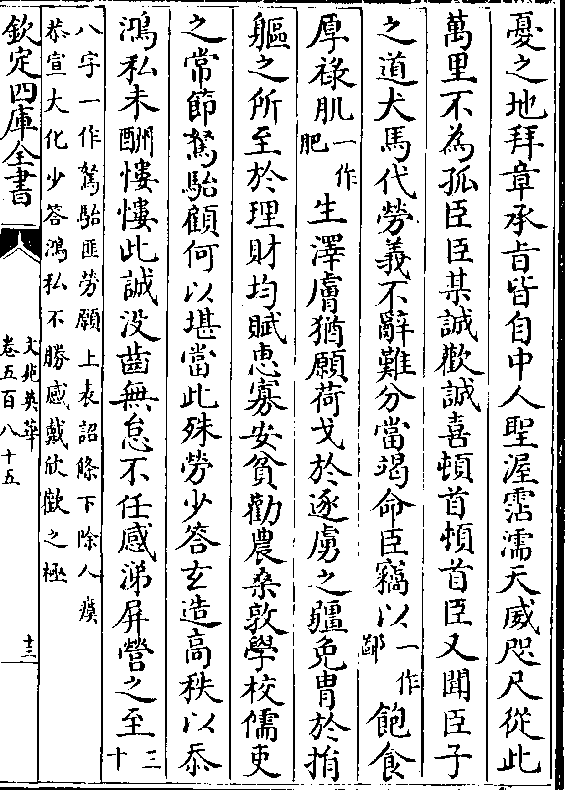 憂之地拜章承㫖皆自中人聖渥霑濡天威咫尺從此
萬里不為孤臣臣某誠歡誠喜頓首頓首臣又聞臣子
之道犬馬代勞義不辭難分當竭命臣竊以一作鄙飽食
厚祿肌一作肥生澤膚猶願荷戈於逐虜之疆免胄於捐
軀之所至於理財均賦恵寡安貧勸農桑敦學校儒吏
之常節駑駘顧何以堪當此殊勞少答玄造高秩以忝
鴻私未酬慺慺此誠没齒無怠不任感涕屏營之至三十
八字一作駑駘匪勞願上表詔條下除人瘼
恭宣大化少答鴻私不勝感戴欣歡之極
欽定四庫全書
文苑英華
卷五百八十五
十三